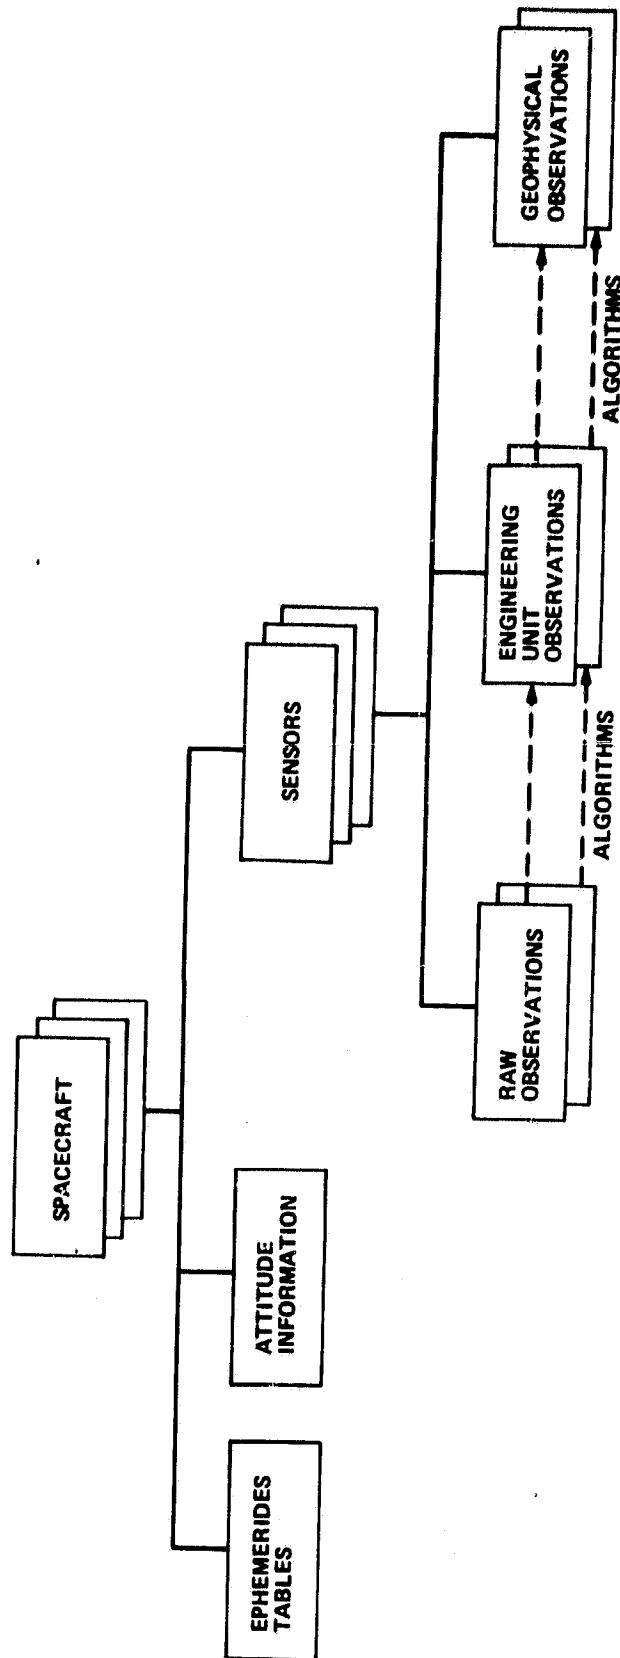 SPACECRAFT
EPHEMERIDES
TABLES
ATTITUDE
INFORMATION
SENSORS
RAW
OBSERVATIONS
ALGORITHMS
ENGINEERING
UNIT
OBSERVATIONS
ALGORITHMS
GEOPHYSICAL
OBSERVATIONS